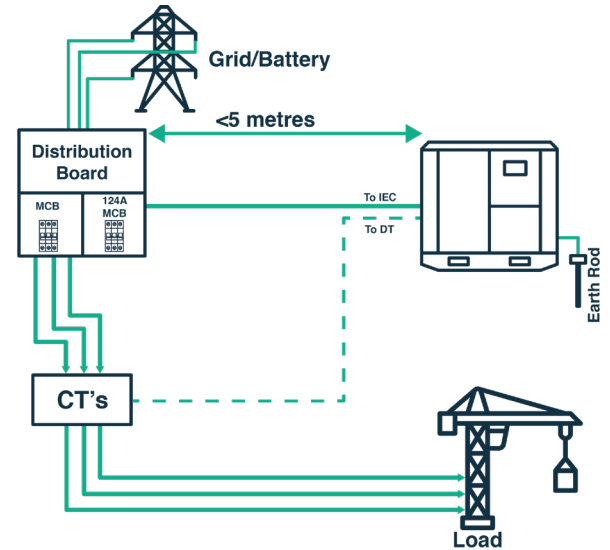 Grid/Battery
<5 metres
Distribution
Board
MCB
124A
MCB
To IEC
To DT
Earth Rod
CT's
Load